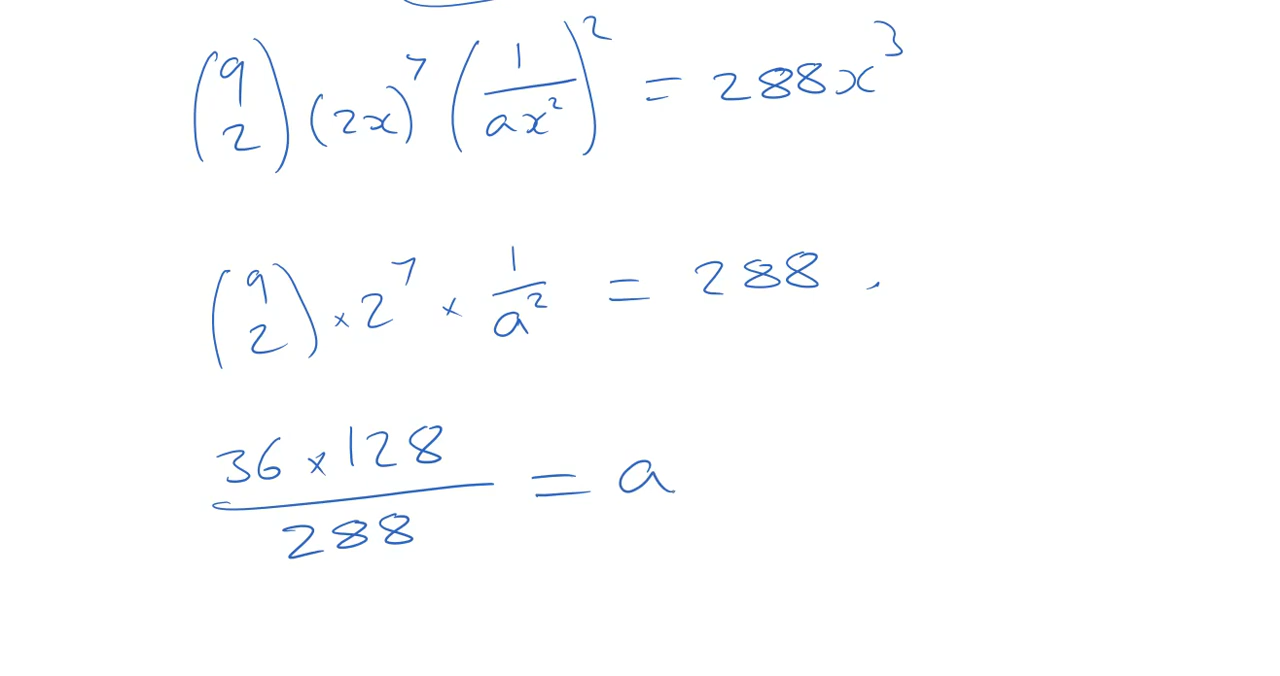 (9 2) (2x)^7 (1/ax^2)^2 = 288x^3
(9 2) × 2^7 × 1/a^2 = 288 .
36 × 128 / 288 = a